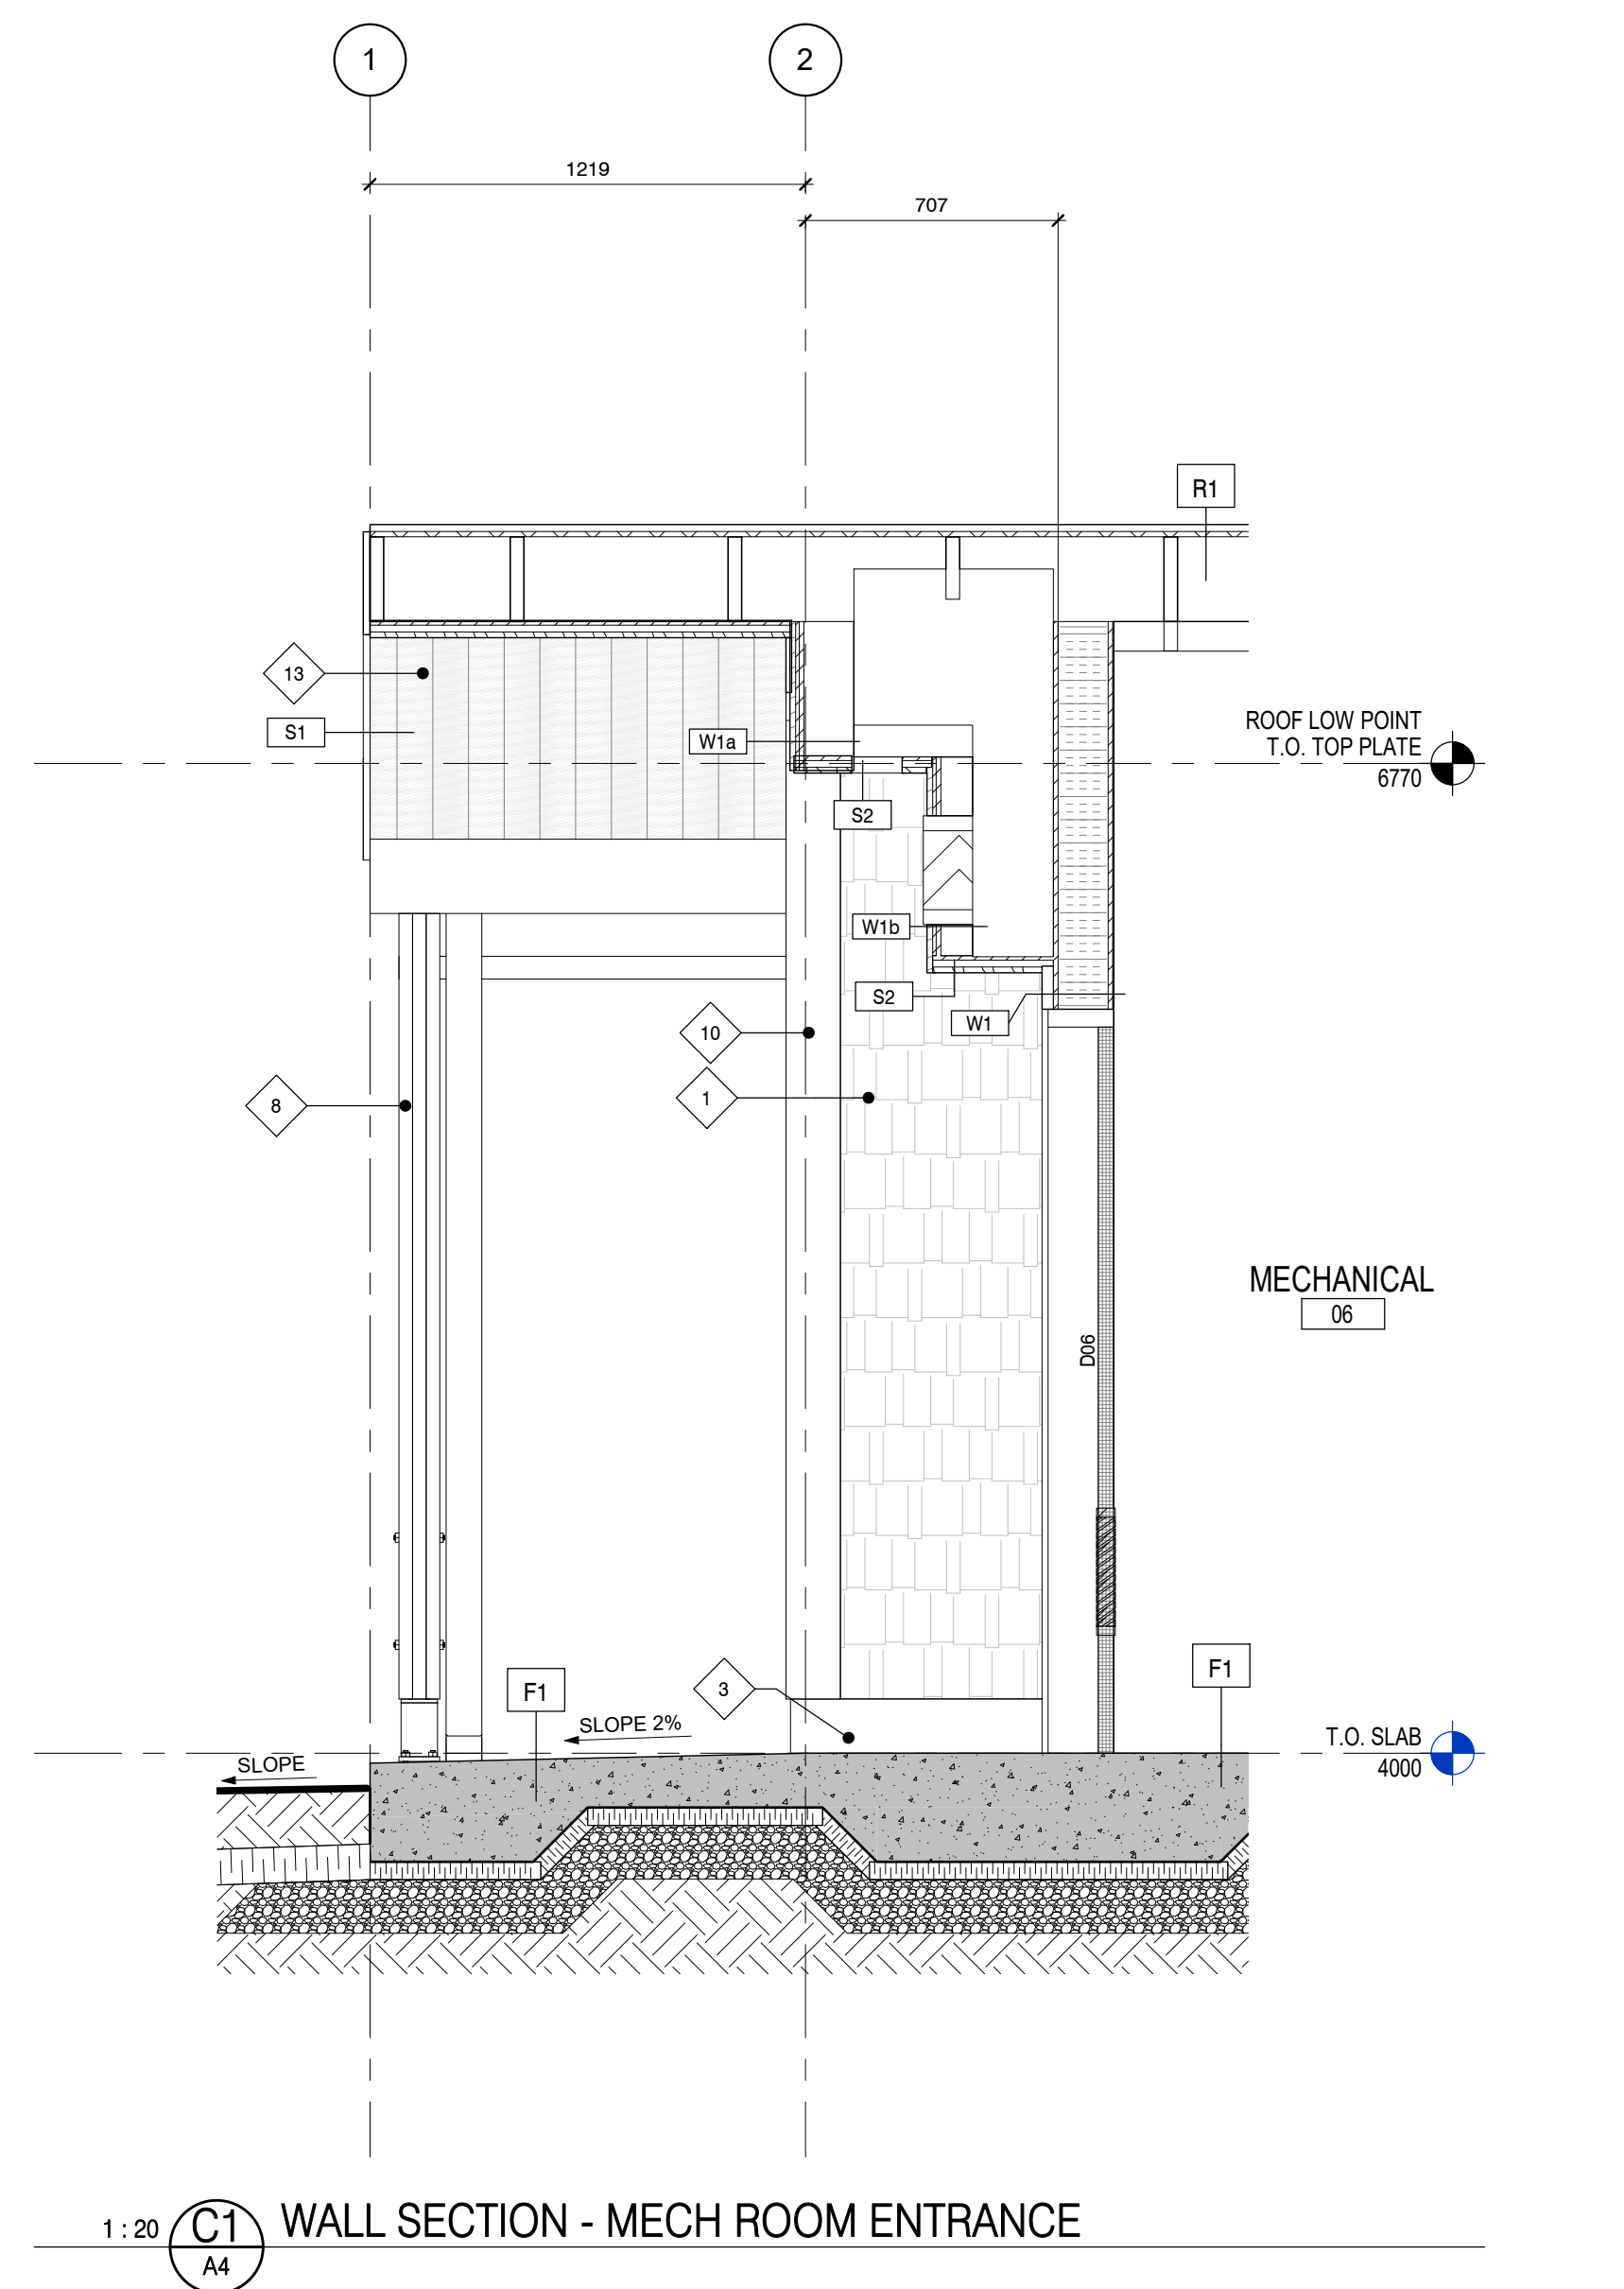 1
2
1219
707
R1
13
S1
W1a
ROOF LOW POINT
T.O. TOP PLATE
6770
S2
W1b
S2
W1
10
1
8
MECHANICAL
06
D06
F1
3
F1
SLOPE 2%
SLOPE
T.O. SLAB
4000
1 : 20
C1
A4
WALL SECTION - MECH ROOM ENTRANCE